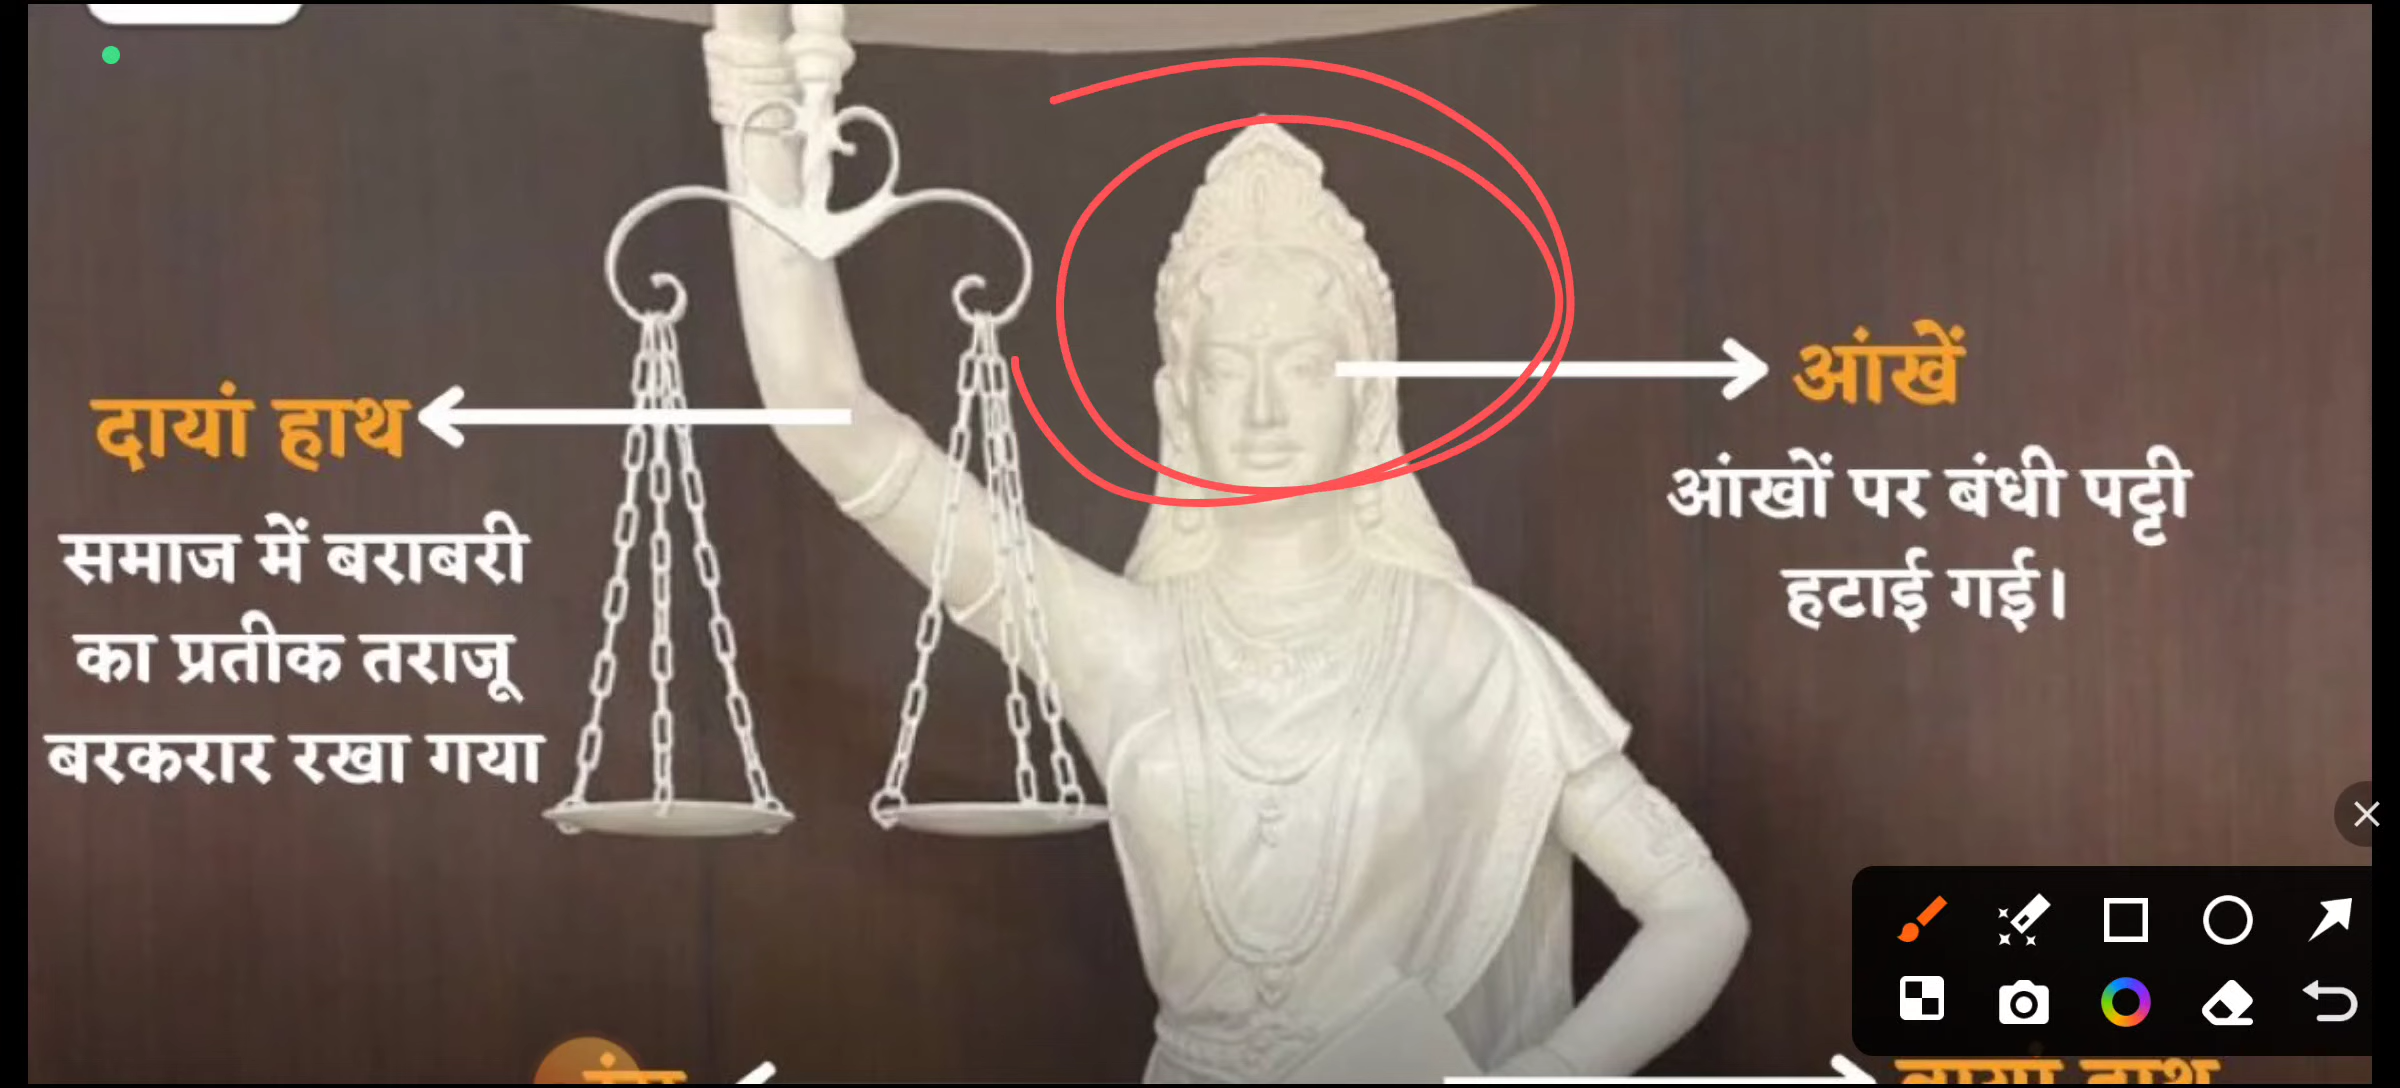 दायां हाथ
समाज में बराबरी
का प्रतीक तराजू
बरकरार रखा गया
आंखें
आंखों पर बंधी पट्टी
हटाई गई।